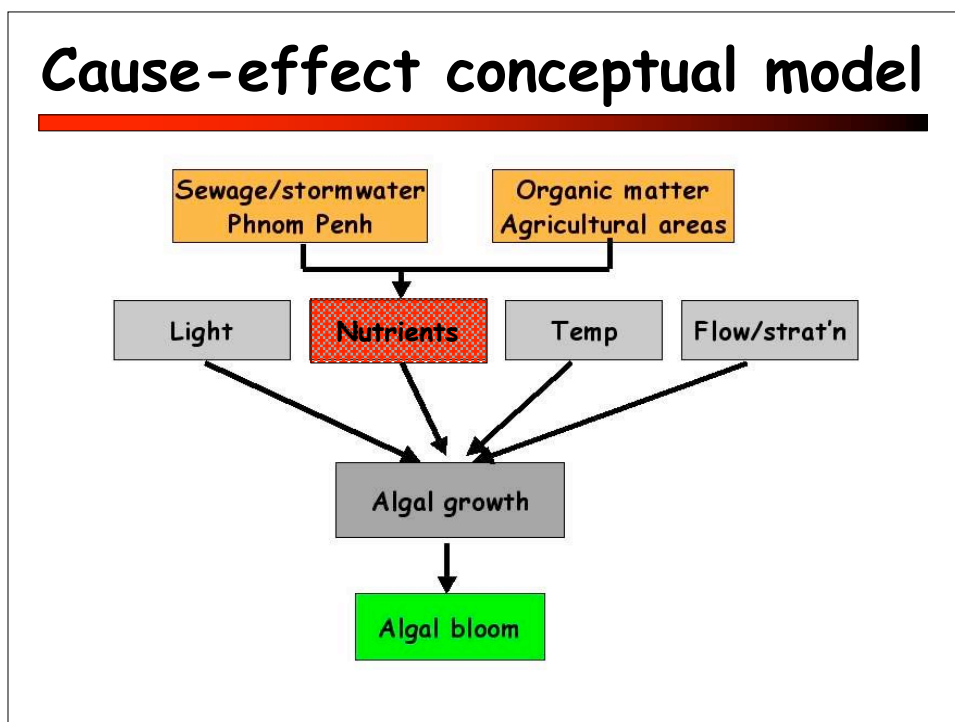 Cause-effect conceptual model
Sewage/stormwater
Phnom Penh
Organic matter
Agricultural areas
Light
Nutrients
Temp
Flow/strat'n
Algal growth
Algal bloom